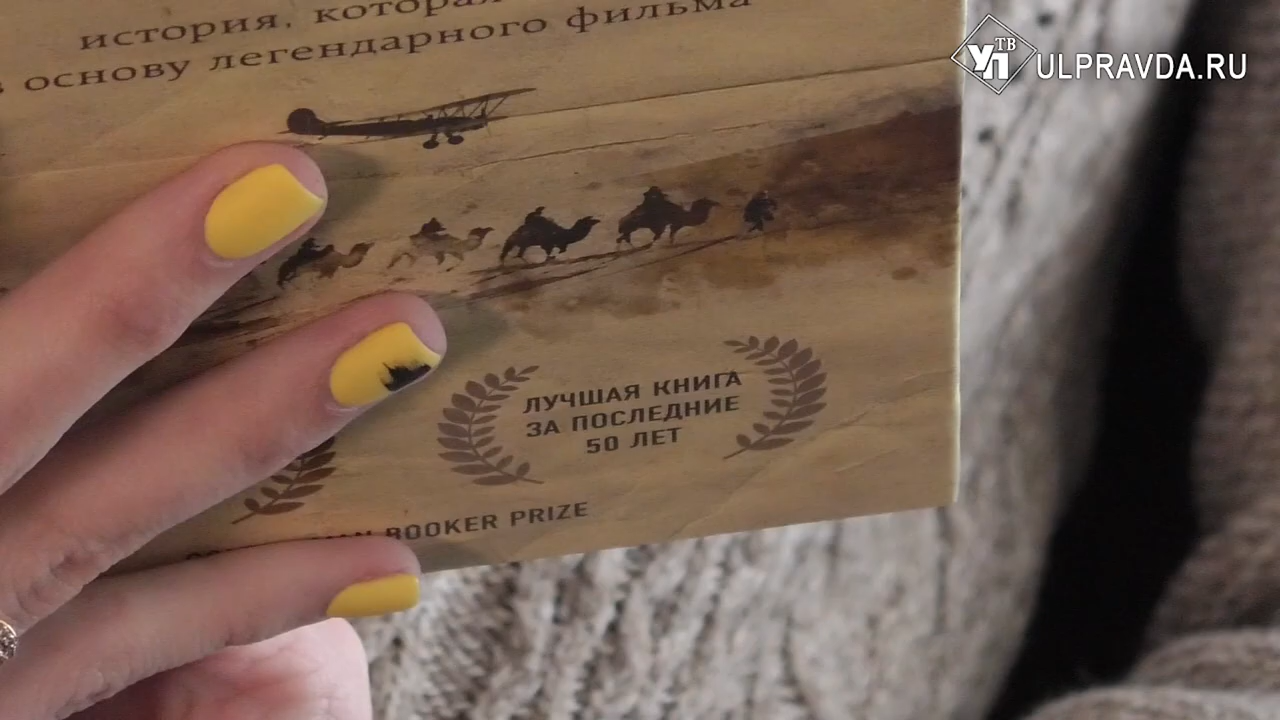 история, которая
в основу легендарного фильма
УП ТВ
ULPRAVDA.RU
ЛУЧШАЯ КНИГА
ЗА ПОСЛЕДНИЕ
50 ЛЕТ
BOOKER PRIZE